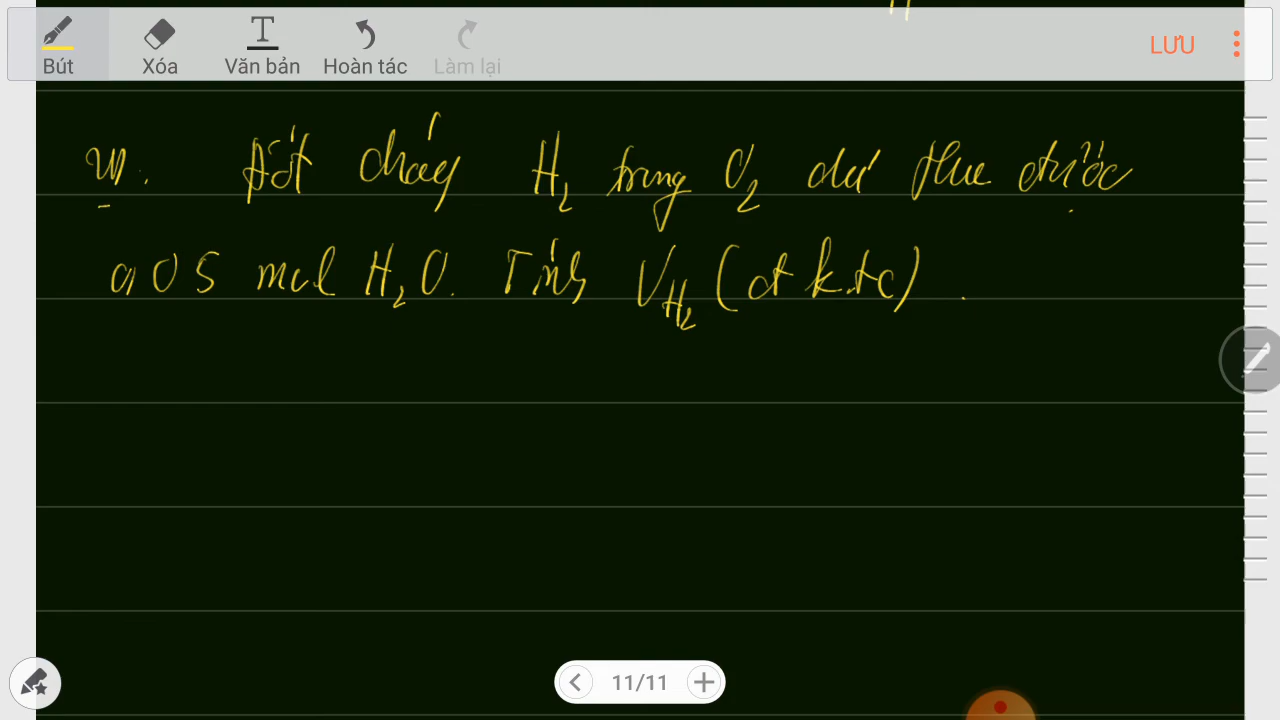 LƯU
Bút Xóa Văn bản Hoàn tác Làm lại
VD. Đốt cháy H₂ trong O₂ dư thu được
0,05 mol H₂O. Tính V_H₂ (đktc).
11/11